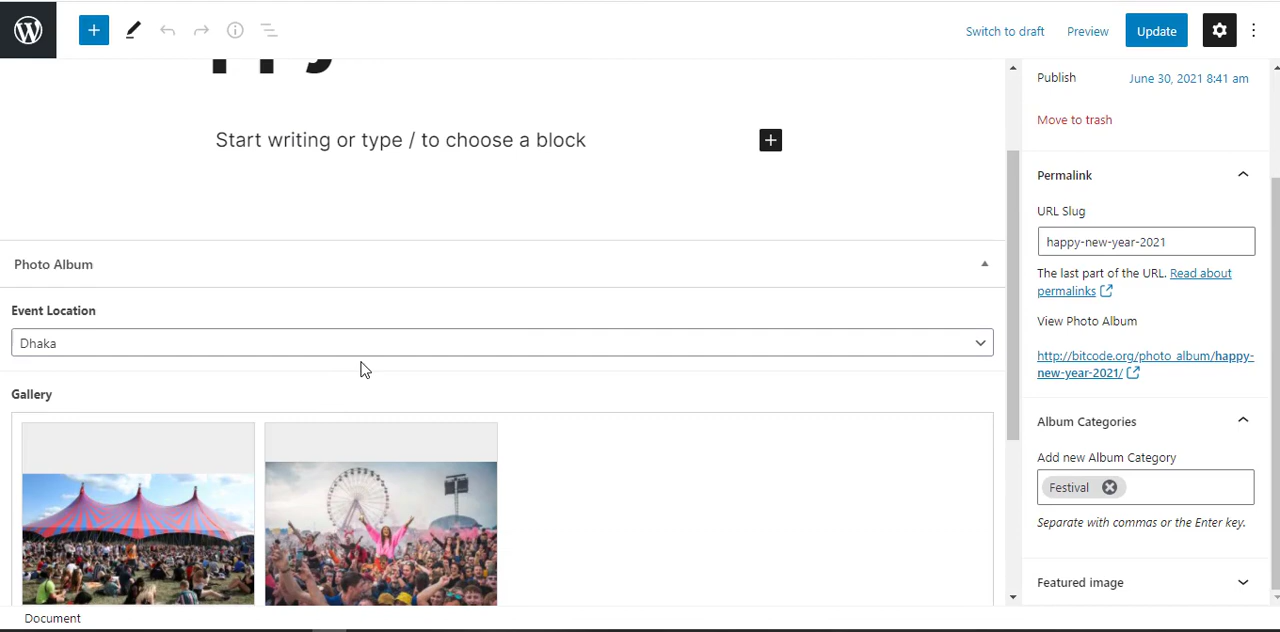 Switch to draft
Preview
Update
Start writing or type / to choose a block
Photo Album
Event Location
Dhaka
Gallery
Document
Publish
June 30, 2021 8:41 am
Move to trash
Permalink
URL Slug
happy-new-year-2021
The last part of the URL. Read about
permalinks
View Photo Album
http://bitcode.org/photo_album/happy-
new-year-2021/
Album Categories
Add new Album Category
Festival
Separate with commas or the Enter key.
Featured image